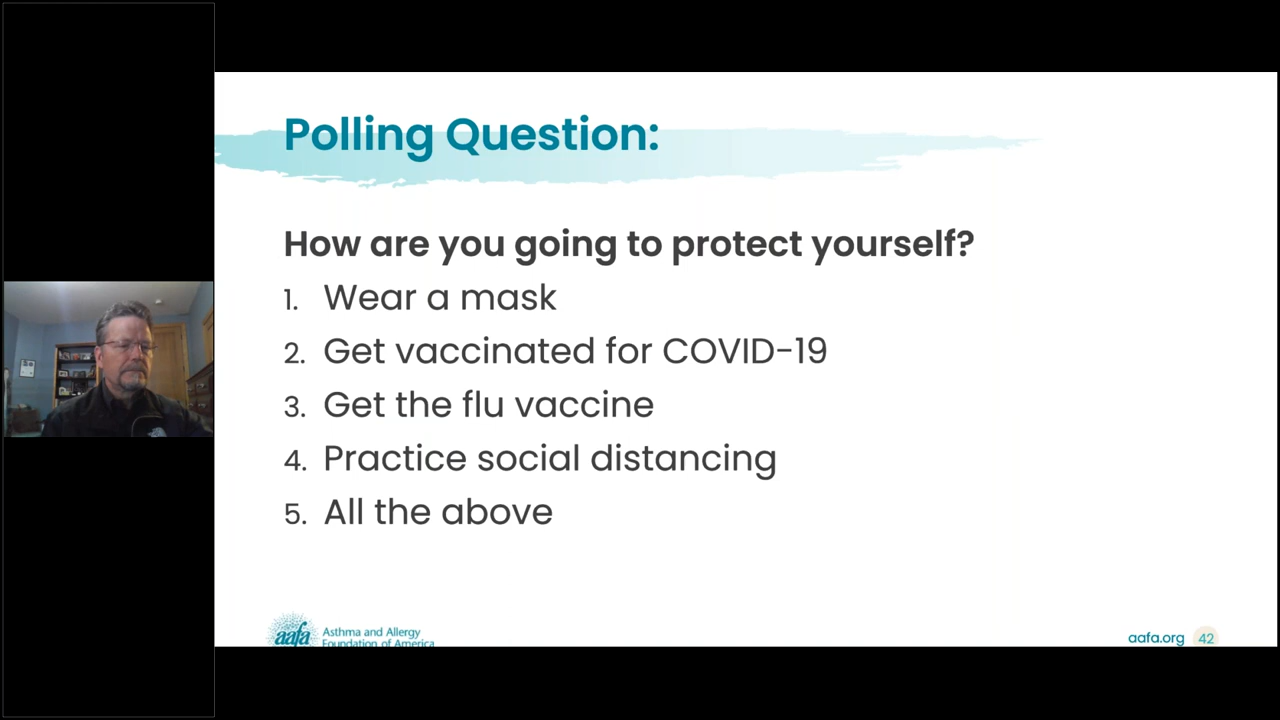 Polling Question:
How are you going to protect yourself?
1. Wear a mask
2. Get vaccinated for COVID-19
3. Get the flu vaccine
4. Practice social distancing
5. All the above
aafa
Asthma and Allergy
Foundation of America
aafa.org 42